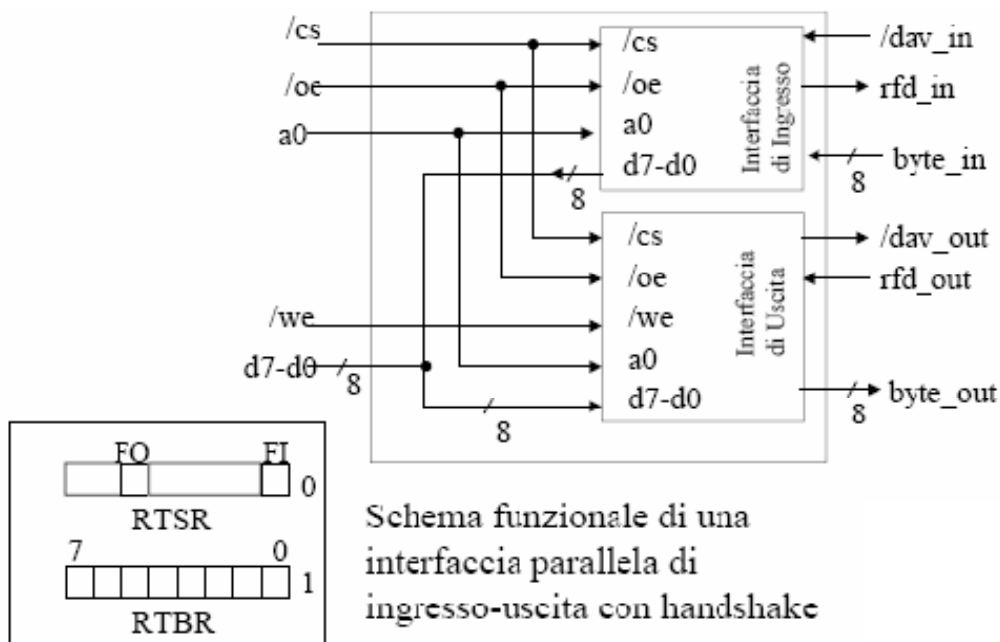 /cs
/oe
a0
/we
d7-d0
8
/cs
/oe
a0
d7-d0
8
Interfaccia
di Ingresso
/dav_in
rfd_in
byte_in
8
/cs
/oe
/we
a0
d7-d0
8
Interfaccia
di Uscita
/dav_out
rfd_out
byte_out
8
FO
FI
0
RTSR
7
0
1
RTBR
Schema funzionale di una
interfaccia parallela di
ingresso-uscita con handshake